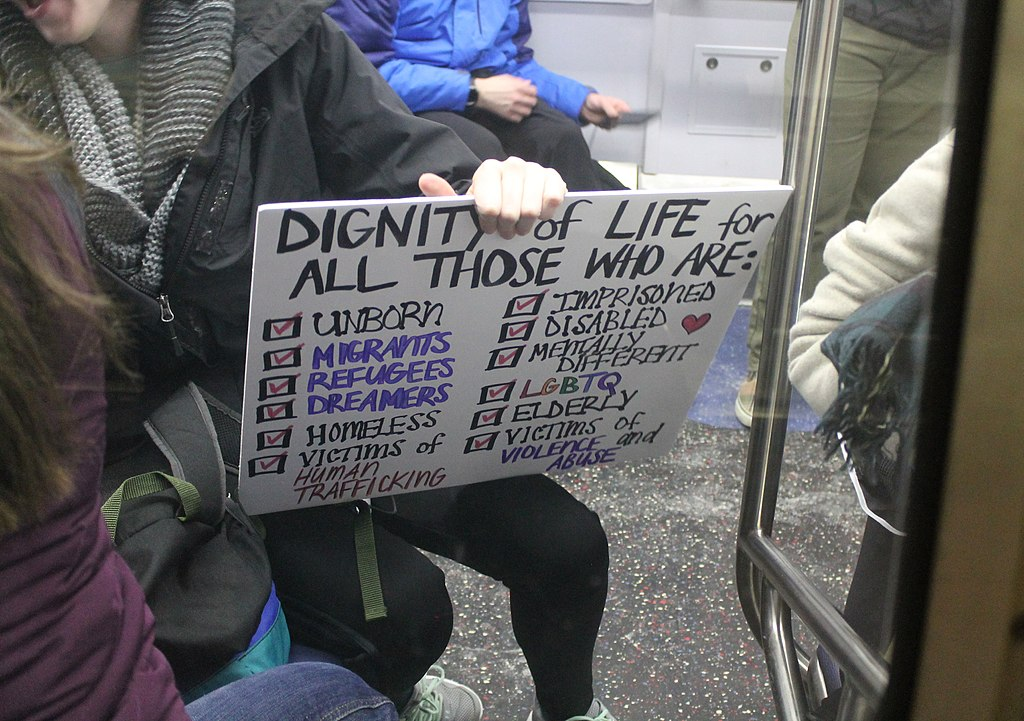 DIGNITY of LIFE for
ALL THOSE WHO ARE:
UNBORN
MIGRANTS
REFUGEES
DREAMERS
HOMELESS
VICTIMS of
HUMAN
TRAFFICKING
IMPRISONED
DISABLED
MENTALLY
DIFFERENT
LGBTQ
ELDERLY
VICTIMS of
VIOLENCE and
ABUSE